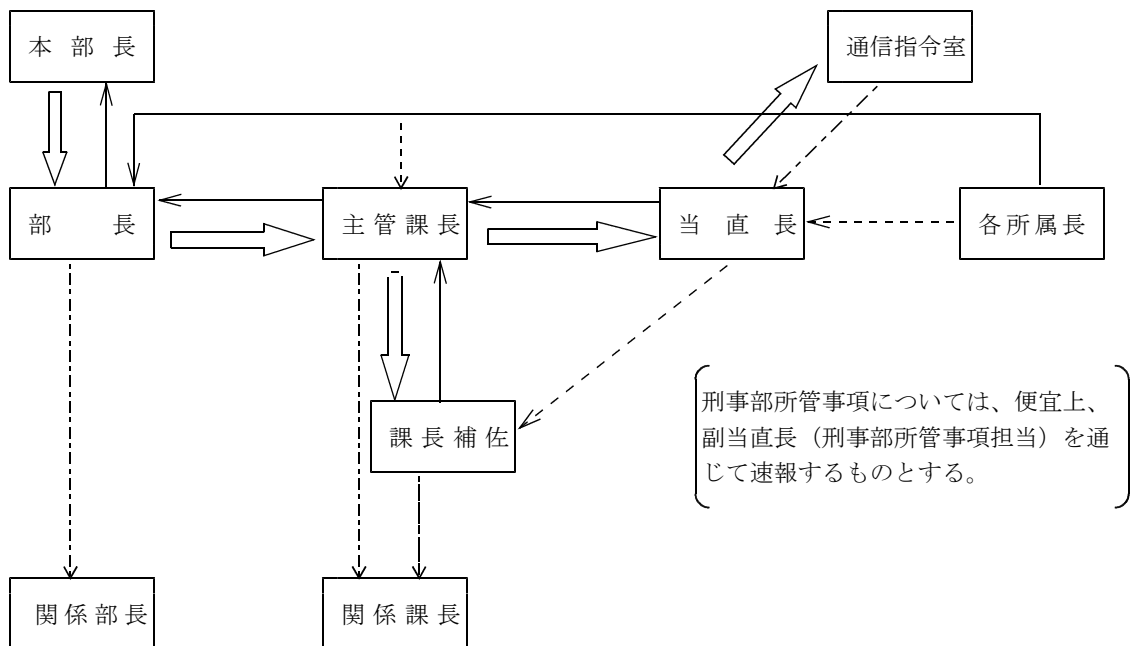 本部長
通信指令室
部長
主管課長
当直長
各所属長
刑事部所管事項については、便宜上、
副当直長（刑事部所管事項担当）を通
じて速報するものとする。
課長補佐
関係部長
関係課長